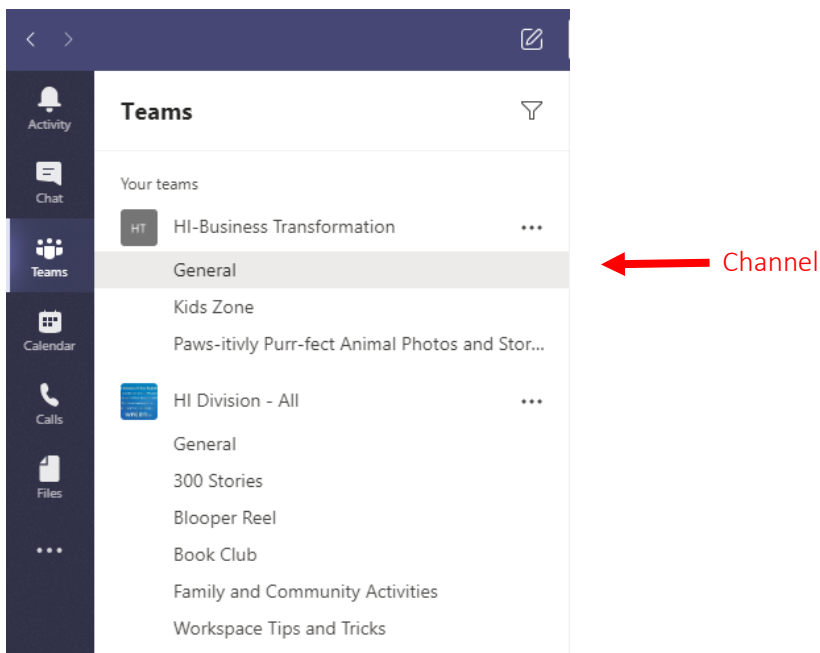 Activity
Chat
Teams
Calendar
Calls
Files
Teams
Your teams
HT HI-Business Transformation
General
Kids Zone
Paws-itivly Purr-fect Animal Photos and Stor...
HI Division - All
General
300 Stories
Blooper Reel
Book Club
Family and Community Activities
Workspace Tips and Tricks
Channel